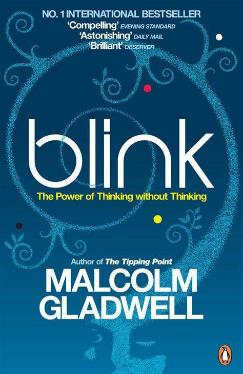 NO. 1 INTERNATIONAL BESTSELLER
'Compelling' EVENING STANDARD
'Astonishing' DAILY MAIL
'Brilliant' OBSERVER
blink
The Power of Thinking without Thinking
Author of The Tipping Point
MALCOLM
GLADWELL